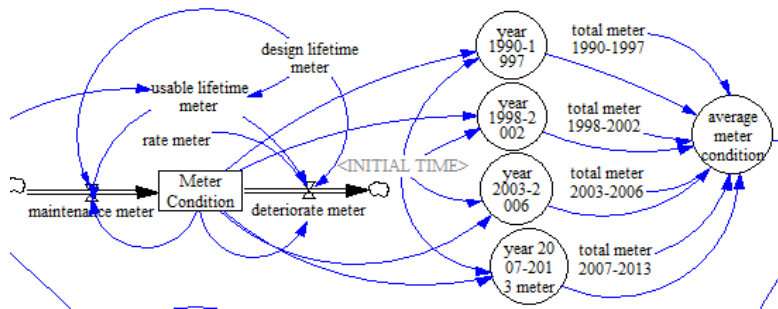 design lifetime
meter
usable lifetime
meter
rate meter
maintenance meter
Meter
Condition
deteriorate meter
<INITIAL TIME>
year
1990-1
997
year
1998-2
002
year
2003-2
006
year 20
07-201
3 meter
total meter
1990-1997
total meter
1998-2002
total meter
2003-2006
total meter
2007-2013
average
meter
condition